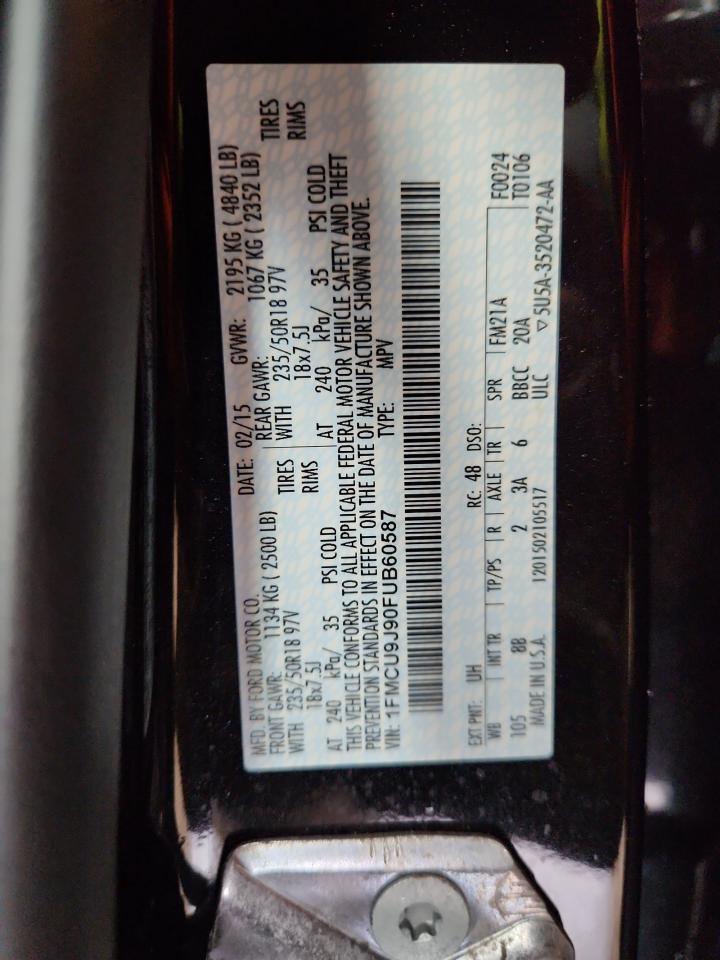 MFD. BY FORD MOTOR CO. DATE: 02/15 GVWR: 2195 KG ( 4840 LB)
FRONT GAWR: 1134 KG ( 2500 LB) REAR GAWR: 1067 KG ( 2352 LB)
WITH 235/50R18 97V TIRES WITH 235/50R18 97V TIRES
18x7.5J RIMS 18x7.5J RIMS
AT 240 kPa/ 35 PSI COLD AT 240 kPa/ 35 PSI COLD
THIS VEHICLE CONFORMS TO ALL APPLICABLE FEDERAL MOTOR VEHICLE SAFETY AND THEFT
PREVENTION STANDARDS IN EFFECT ON THE DATE OF MANUFACTURE SHOWN ABOVE.
VIN: 1FMCU9J90FUB60587 TYPE: MPV
EXT PNT: UH RC: 48 DSO:
WB INT TR TP/PS R AXLE TR SPR FM21A F0024
105 8B 2 3A 6 BBCC 20A T0106
MADE IN U.S.A. 1201502105517 ULC ▽5U5A-3520472-AA